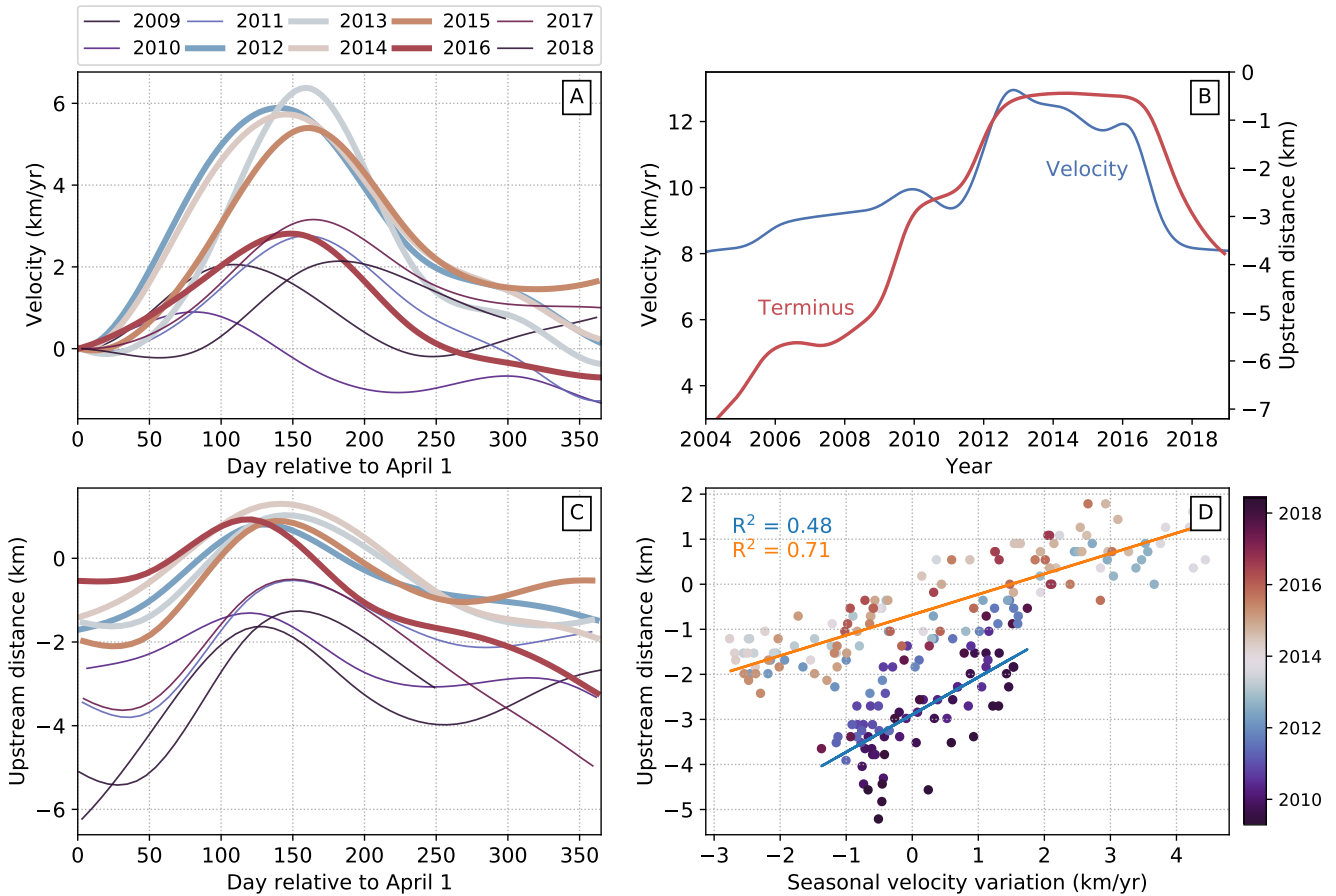 2009 2011 2013 2015 2017
2010 2012 2014 2016 2018
A
Velocity (km/yr)
6
4
2
0
0 50 100 150 200 250 300 350
Day relative to April 1
B
Velocity (km/yr)
12
10
8
6
4
Velocity
Terminus
0
−1
−2
−3
−4
−5
−6
−7
Upstream distance (km)
2004 2006 2008 2010 2012 2014 2016 2018
Year
C
Upstream distance (km)
0
−2
−4
−6
0 50 100 150 200 250 300 350
Day relative to April 1
D
R² = 0.48
R² = 0.71
Upstream distance (km)
2
1
0
−1
−2
−3
−4
−5
−3 −2 −1 0 1 2 3 4
Seasonal velocity variation (km/yr)
2018
2016
2014
2012
2010